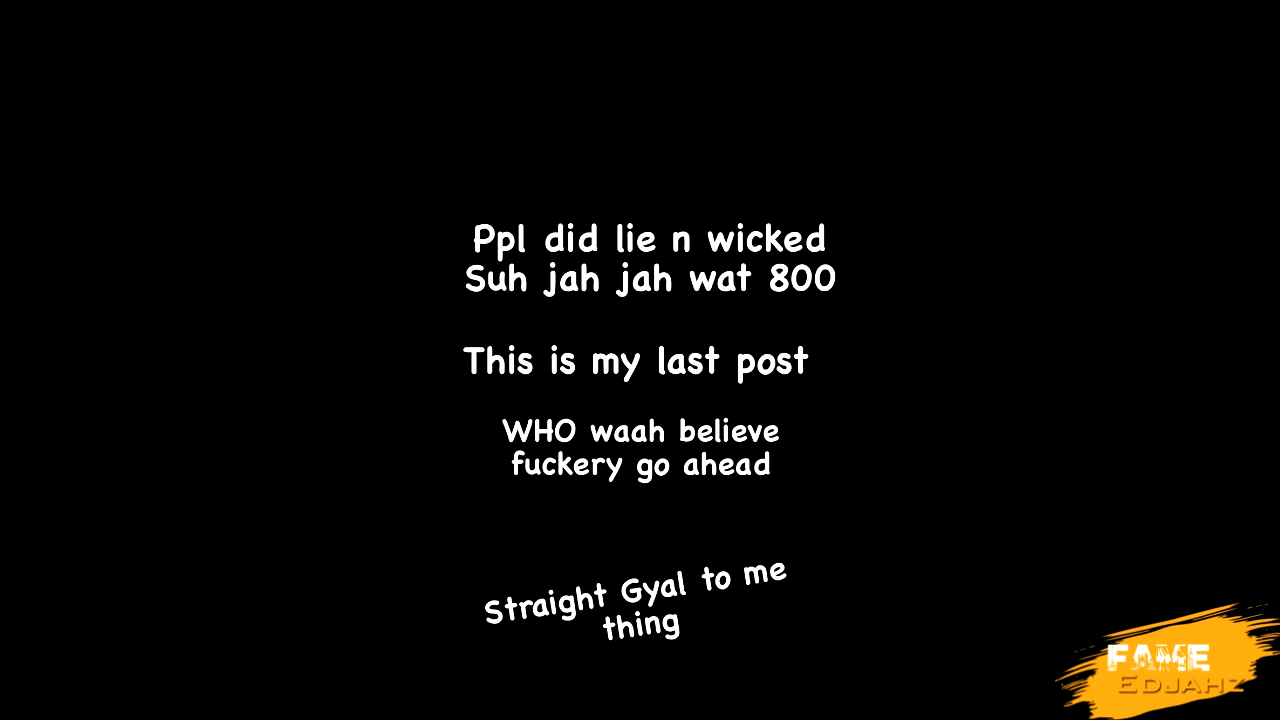 Ppl did lie n wicked
Suh jah jah wat 800
This is my last post
WHO waah believe
fuckery go ahead
Straight Gyal to me
thing
FAME
EDJAHZ